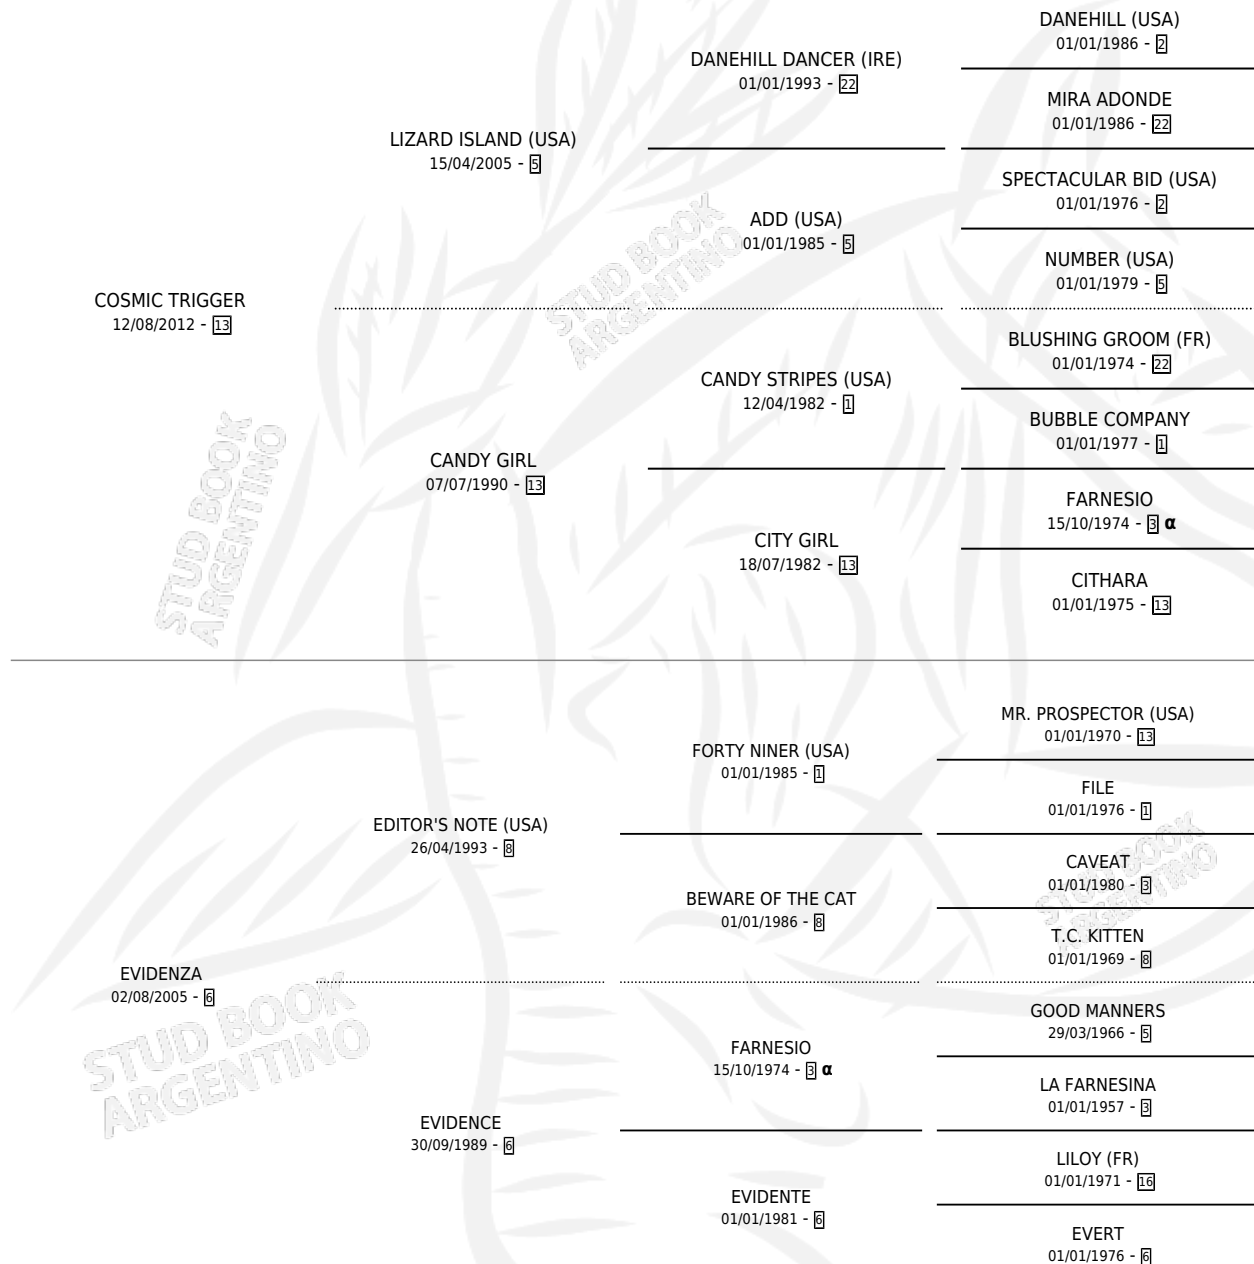 COSMIC TRIGGER
12/08/2012 - 13
LIZARD ISLAND (USA)
15/04/2005 - 5
DANEHILL DANCER (IRE)
01/01/1993 - 22
DANEHILL (USA)
01/01/1986 - 2
MIRA ADONDE
01/01/1986 - 22
ADD (USA)
01/01/1985 - 5
SPECTACULAR BID (USA)
01/01/1976 - 2
NUMBER (USA)
01/01/1979 - 5
CANDY GIRL
07/07/1990 - 13
CANDY STRIPES (USA)
12/04/1982 - 1
BLUSHING GROOM (FR)
01/01/1974 - 22
BUBBLE COMPANY
01/01/1977 - 1
CITY GIRL
18/07/1982 - 13
FARNESIO
15/10/1974 - 3 α
CITHARA
01/01/1975 - 13
EVIDENZA
02/08/2005 - 6
EDITOR'S NOTE (USA)
26/04/1993 - 8
FORTY NINER (USA)
01/01/1985 - 1
MR. PROSPECTOR (USA)
01/01/1970 - 13
FILE
01/01/1976 - 1
BEWARE OF THE CAT
01/01/1986 - 8
CAVEAT
01/01/1980 - 3
T.C. KITTEN
01/01/1969 - 8
EVIDENCE
30/09/1989 - 6
FARNESIO
15/10/1974 - 3 α
GOOD MANNERS
29/03/1966 - 5
LA FARNESINA
01/01/1957 - 3
EVIDENTE
01/01/1981 - 6
LILOY (FR)
01/01/1971 - 16
EVERT
01/01/1976 - 6
STUD BOOK
ARGENTINO
STUD BOOK
ARGENTINO
STUD BOOK
ARGENTINO
STUD BOOK
ARGENTINO